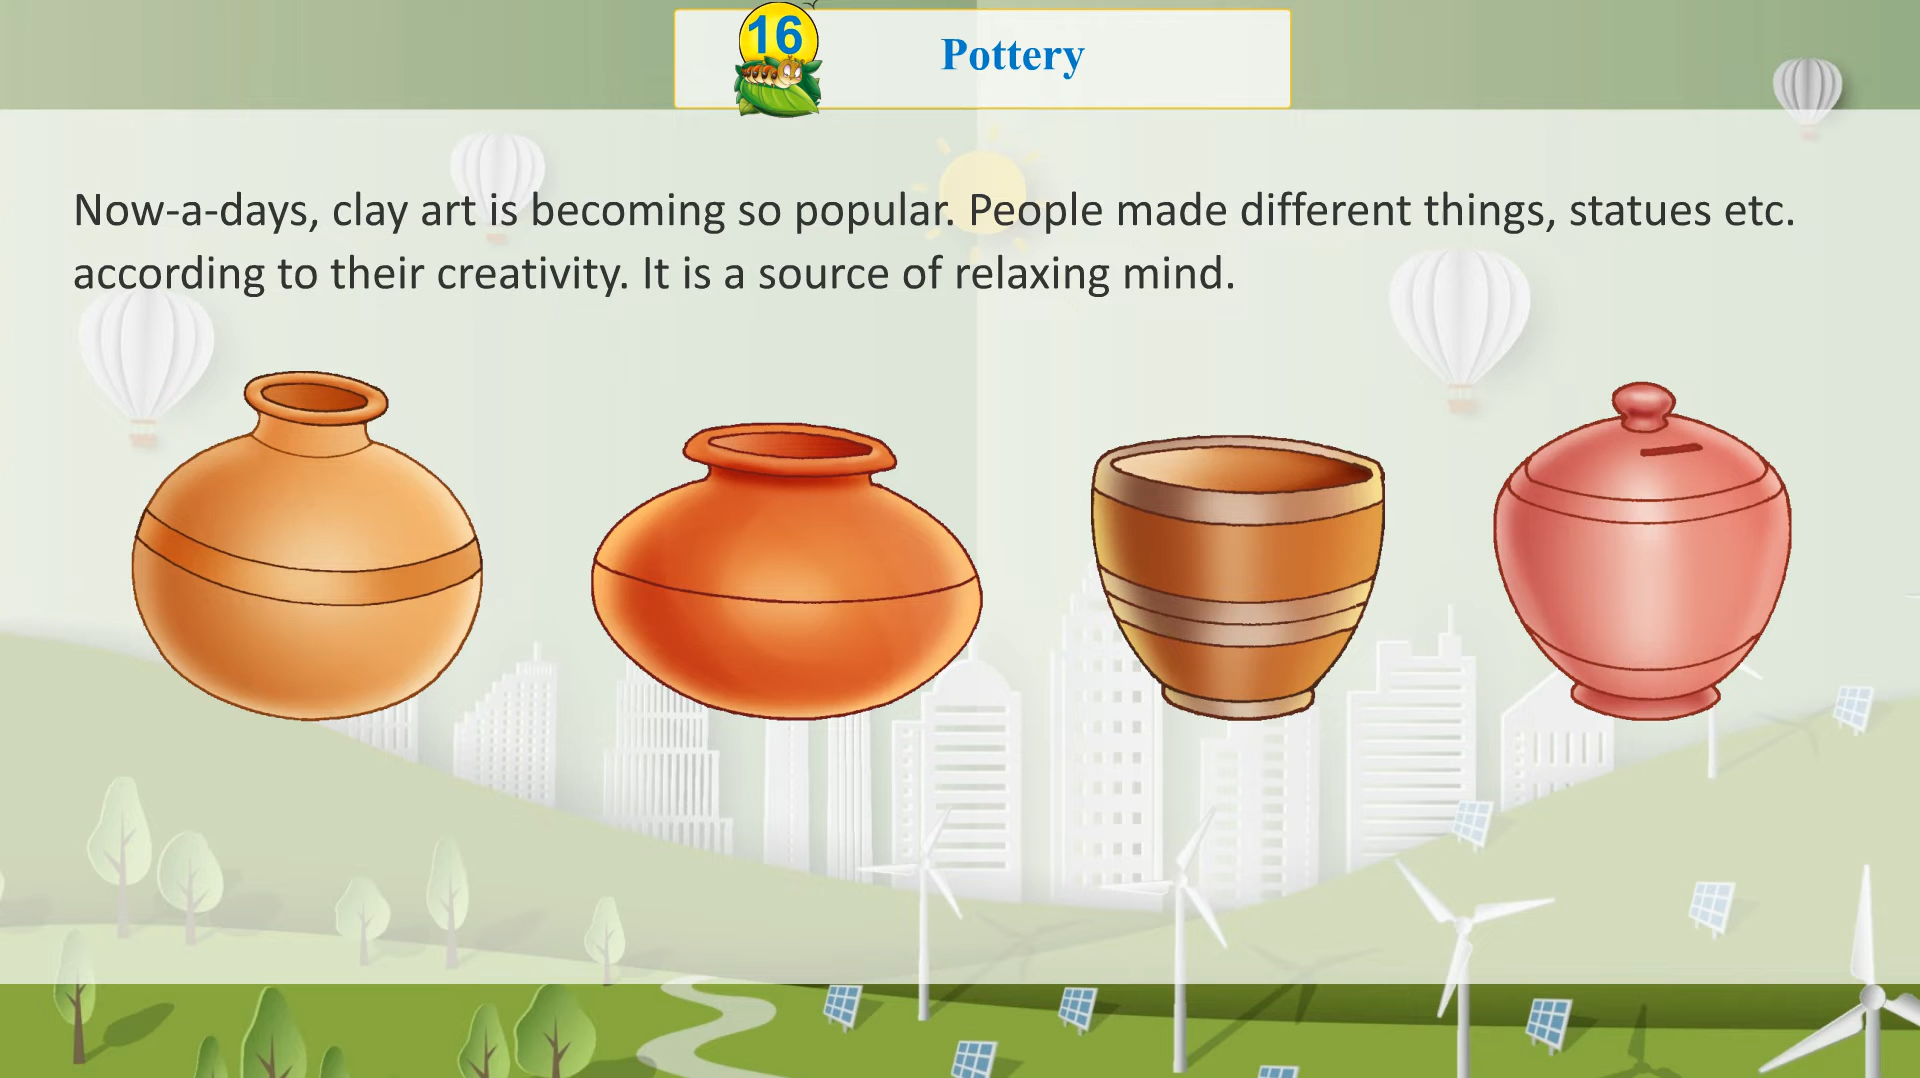 16
Pottery
Now-a-days, clay art is becoming so popular. People made different things, statues etc.
according to their creativity. It is a source of relaxing mind.